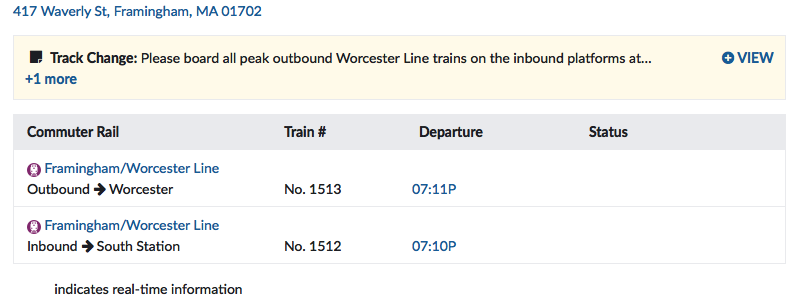 417 Waverly St, Framingham, MA 01702
Track Change: Please board all peak outbound Worcester Line trains on the inbound platforms at... VIEW
+1 more
Commuter Rail Train # Departure Status
Framingham/Worcester Line
Outbound → Worcester No. 1513 07:11P
Framingham/Worcester Line
Inbound → South Station No. 1512 07:10P
indicates real-time information